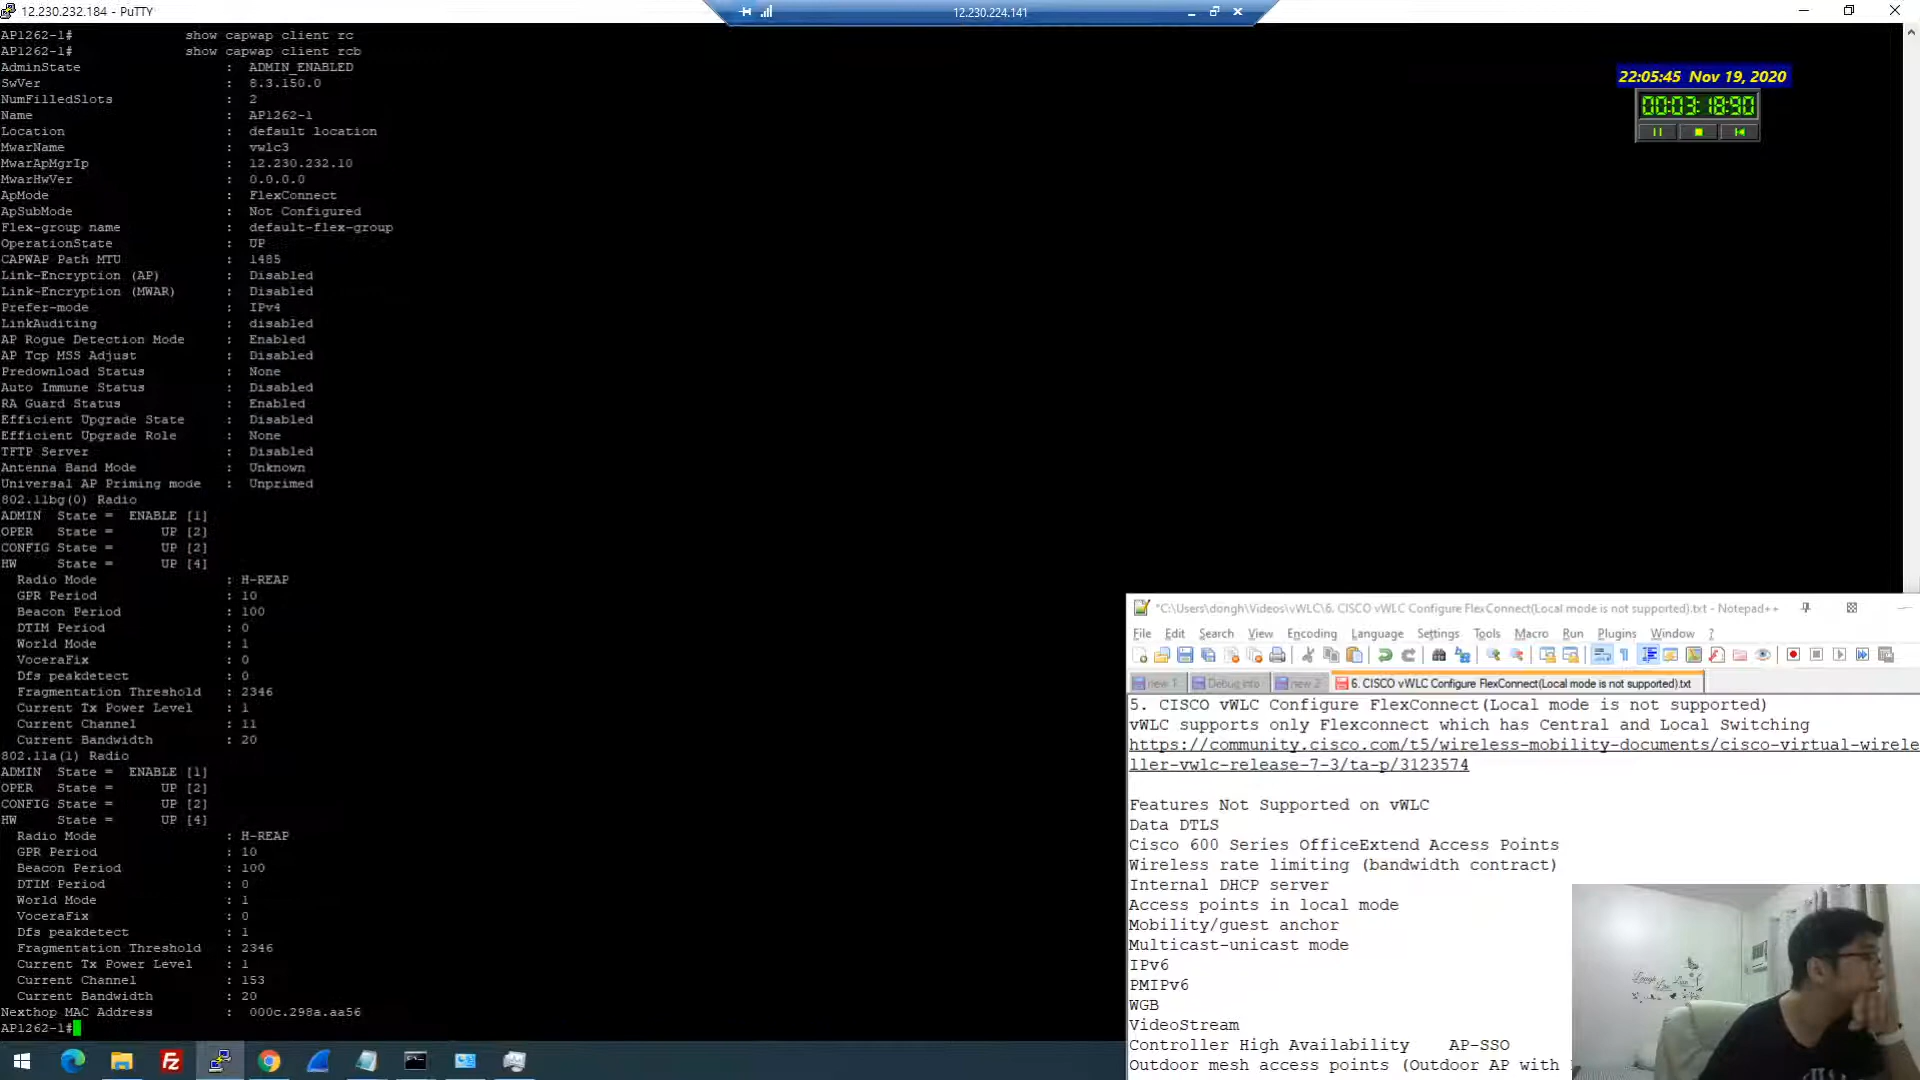 12.230.232.184 - PuTTY
12.230.224.141
AP1262-1#              show capwap client rc
AP1262-1#              show capwap client rcb
AdminState                  :  ADMIN_ENABLED
SwVer                       :  8.3.150.0
NumFilledSlots              :  2
Name                        :  AP1262-1
Location                    :  default location
MwarName                    :  vwlc3
MwarApMgrIp                 :  12.230.232.10
MwarHwVer                   :  0.0.0.0
ApMode                      :  FlexConnect
ApSubMode                   :  Not Configured
Flex-group name             :  default-flex-group
OperationState              :  UP
CAPWAP Path MTU             :  1485
Link-Encryption (AP)        :  Disabled
Link-Encryption (MWAR)      :  Disabled
Prefer-mode                 :  IPv4
LinkAuditing                :  disabled
AP Rogue Detection Mode     :  Enabled
AP Tcp MSS Adjust           :  Disabled
Predownload Status          :  None
Auto Immune Status          :  Disabled
RA Guard Status             :  Enabled
Efficient Upgrade State     :  Disabled
Efficient Upgrade Role      :  None
TFTP Server                 :  Disabled
Antenna Band Mode           :  Unknown
Universal AP Priming mode   :  Unprimed
802.11bg(0) Radio
ADMIN  State =  ENABLE [1]
OPER   State =      UP [2]
CONFIG State =      UP [2]
HW     State =      UP [4]
  Radio Mode                : H-REAP
  GPR Period                : 10
  Beacon Period             : 100
  DTIM Period               : 0
  World Mode                : 1
  VoceraFix                 : 0
  Dfs peakdetect            : 0
  Fragmentation Threshold   : 2346
  Current Tx Power Level    : 1
  Current Channel           : 11
  Current Bandwidth         : 20
802.11a(1) Radio
ADMIN  State =  ENABLE [1]
OPER   State =      UP [2]
CONFIG State =      UP [2]
HW     State =      UP [4]
  Radio Mode                : H-REAP
  GPR Period                : 10
  Beacon Period             : 100
  DTIM Period               : 0
  World Mode                : 1
  VoceraFix                 : 0
  Dfs peakdetect            : 1
  Fragmentation Threshold   : 2346
  Current Tx Power Level    : 1
  Current Channel           : 153
  Current Bandwidth         : 20
Nexthop MAC Address         :  000c.298a.aa56
AP1262-1#
22:05:45 Nov 19, 2020
00:03:18:90
*C:\Users\dongh\Videos\vWLC\6. CISCO vWLC Configure FlexConnect(Local mode is not supported).txt - Notepad++
File Edit Search View Encoding Language Settings Tools Macro Run Plugins Window ?
new 1 Debug info new 2 6. CISCO vWLC Configure FlexConnect(Local mode is not supported).txt
5. CISCO vWLC Configure FlexConnect(Local mode is not supported)
vWLC supports only Flexconnect which has Central and Local Switching
https://community.cisco.com/t5/wireless-mobility-documents/cisco-virtual-wirele
ller-vwlc-release-7-3/ta-p/3123574
Features Not Supported on vWLC
Data DTLS
Cisco 600 Series OfficeExtend Access Points
Wireless rate limiting (bandwidth contract)
Internal DHCP server
Access points in local mode
Mobility/guest anchor
Multicast-unicast mode
IPv6
PMIPv6
WGB
VideoStream
Controller High Availability    AP-SSO
Outdoor mesh access points (Outdoor AP with